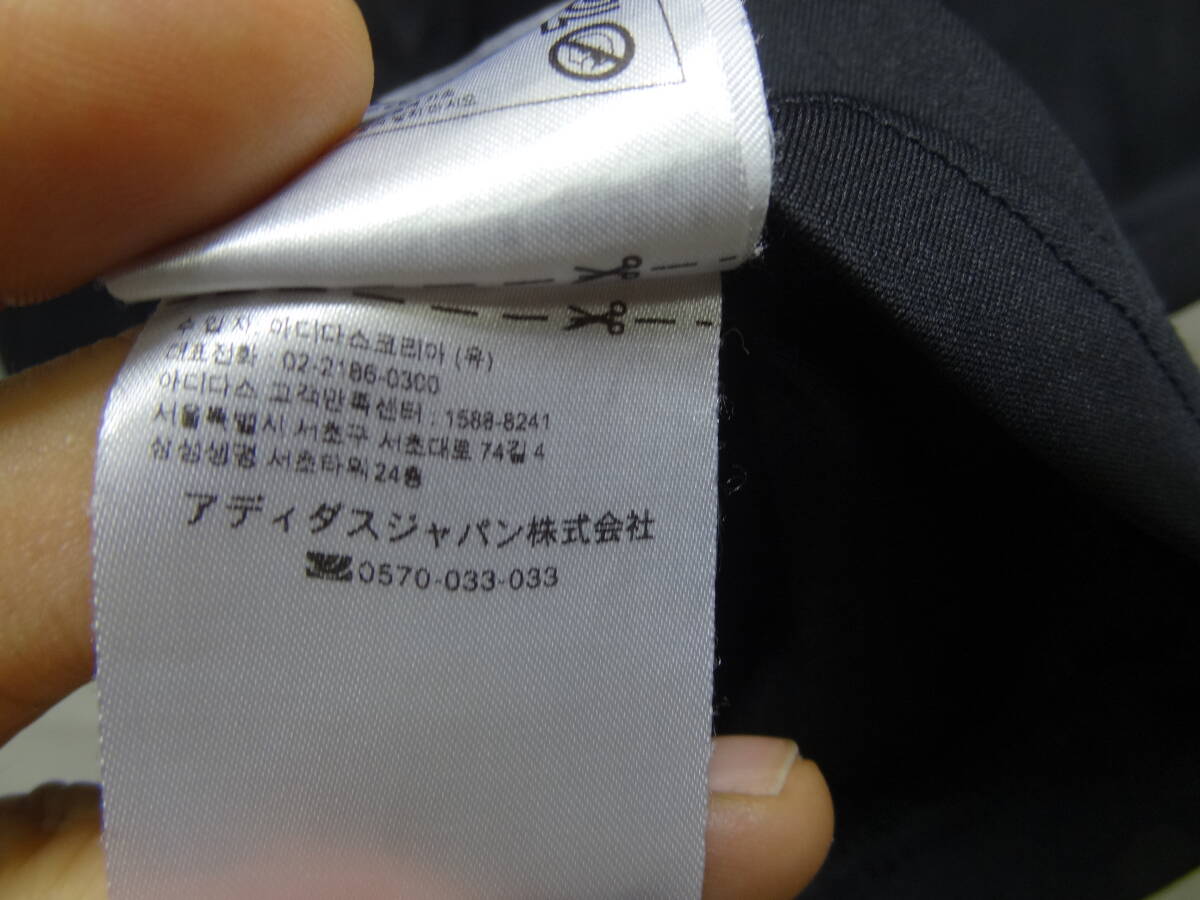 수입자: 아디다스코리아 (유)
대표전화 : 02-2186-0300
아디다스 고객만족센터 : 1588-8241
서울특별시 서초구 서초대로 74길 4
삼성생명 서초타워 24층
アディダスジャパン株式会社
0570-033-033